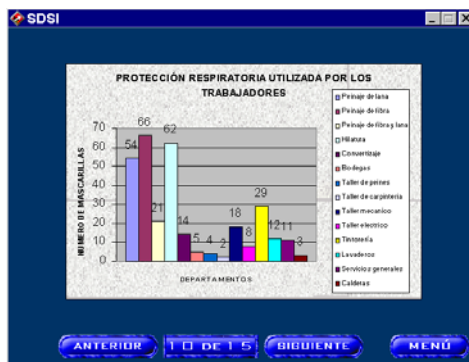 SDSI
PROTECCIÓN RESPIRATORIA UTILIZADA POR LOS
TRABAJADORES
NUMERO DE MASCARILLAS
70
60
50
40
30
20
10
0
54
66
21
62
14
5
4
2
18
8
29
12
11
3
DEPARTAMENTOS
Peinaje de lana
Peinaje de fibra
Peinaje de fibra y lana
Hilatura
Convertizaje
Bodegas
Taller de peines
Taller de carpinteria
Taller mecanico
Taller electrico
Tintorería
Lavaderos
Servicios generales
Calderas
ANTERIOR
10 DE 15
SIGUIENTE
MENÚ